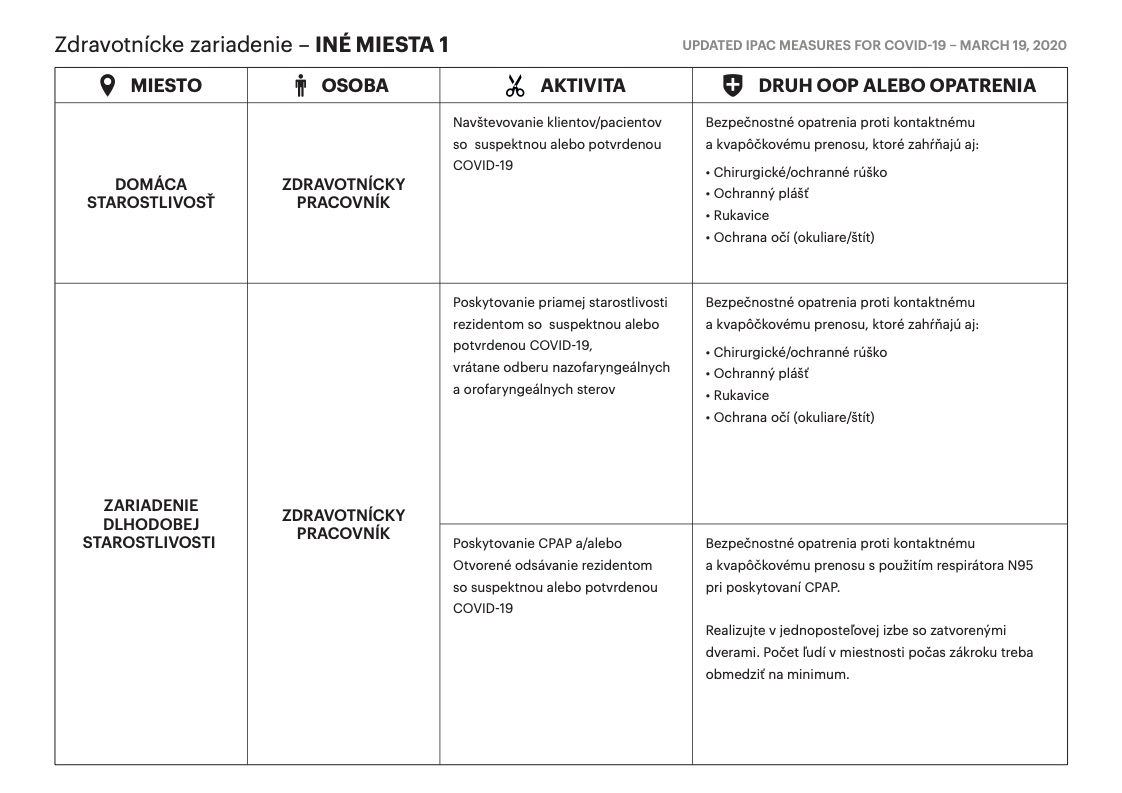 Zdravotnícke zariadenie – INÉ MIESTA 1
UPDATED IPAC MEASURES FOR COVID-19 – MARCH 19, 2020
MIESTO
OSOBA
AKTIVITA
DRUH OOP ALEBO OPATRENIA
DOMÁCA
STAROSTLIVOSŤ
ZDRAVOTNÍCKY
PRACOVNÍK
Navštevovanie klientov/pacientov
so suspektnou alebo potvrdenou
COVID-19
Bezpečnostné opatrenia proti kontaktnému
a kvapôčkovému prenosu, ktoré zahŕňajú aj:
• Chirurgické/ochranné rúško
• Ochranný plášť
• Rukavice
• Ochrana očí (okuliare/štít)
ZARIADENIE
DLHODOBEJ
STAROSTLIVOSTI
ZDRAVOTNÍCKY
PRACOVNÍK
Poskytovanie priamej starostlivosti
rezidentom so suspektnou alebo
potvrdenou COVID-19,
vrátane odberu nazofaryngeálnych
a orofaryngeálnych sterov
Bezpečnostné opatrenia proti kontaktnému
a kvapôčkovému prenosu, ktoré zahŕňajú aj:
• Chirurgické/ochranné rúško
• Ochranný plášť
• Rukavice
• Ochrana očí (okuliare/štít)
Poskytovanie CPAP a/alebo
Otvorené odsávanie rezidentom
so suspektnou alebo potvrdenou
COVID-19
Bezpečnostné opatrenia proti kontaktnému
a kvapôčkovému prenosu s použitím respirátora N95
pri poskytovaní CPAP.
Realizujte v jednoposteľovej izbe so zatvorenými
dverami. Počet ľudí v miestnosti počas zákroku treba
obmedziť na minimum.